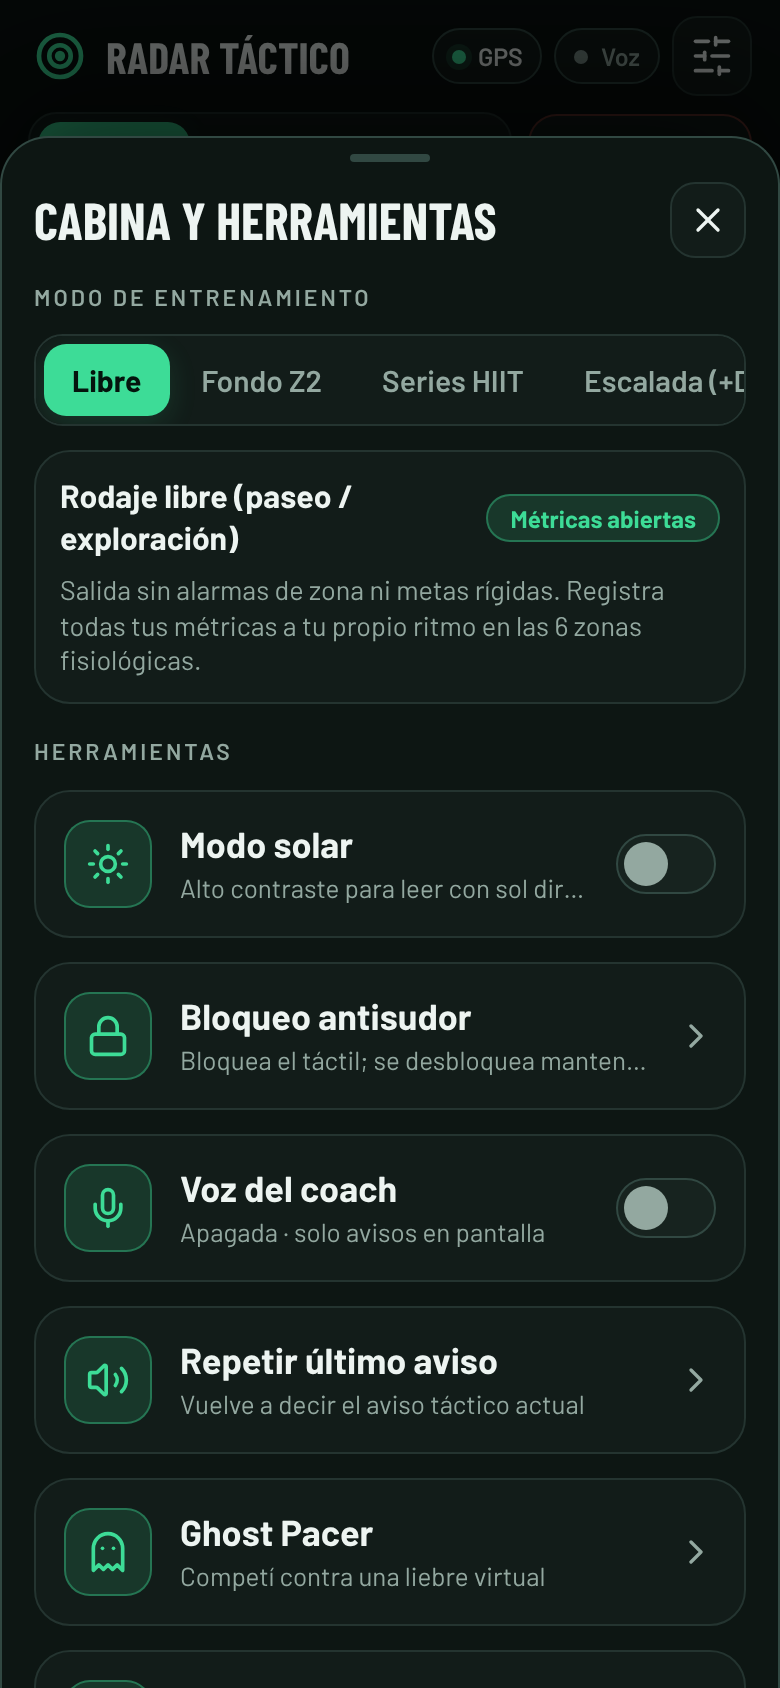 RADAR TÁCTICO
GPS
Voz
CABINA Y HERRAMIENTAS
MODO DE ENTRENAMIENTO
Libre
Fondo Z2
Series HIIT
Escalada (+D
Rodaje libre (paseo /
exploración)
Métricas abiertas
Salida sin alarmas de zona ni metas rígidas. Registra
todas tus métricas a tu propio ritmo en las 6 zonas
fisiológicas.
HERRAMIENTAS
Modo solar
Alto contraste para leer con sol dir...
Bloqueo antisudor
Bloquea el táctil; se desbloquea manten...
Voz del coach
Apagada · solo avisos en pantalla
Repetir último aviso
Vuelve a decir el aviso táctico actual
Ghost Pacer
Competí contra una liebre virtual